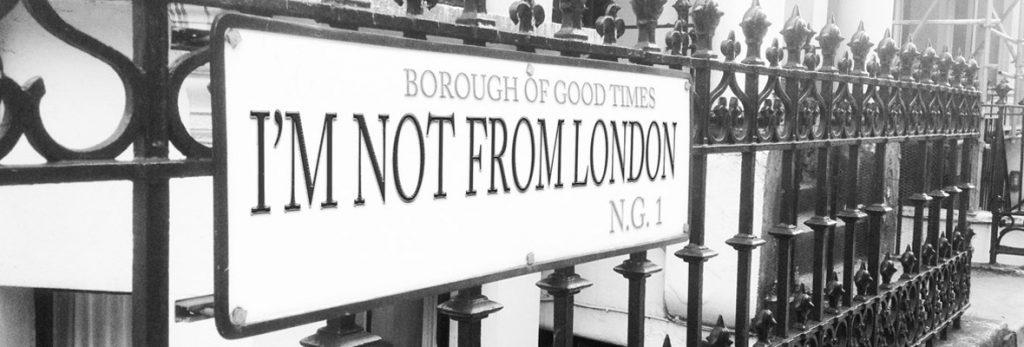 BOROUGH OF GOOD TIMES
I'M NOT FROM LONDON
N.G. 1